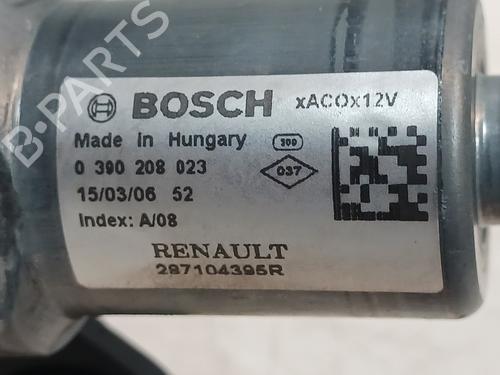 B-PARTS
BOSCH xACOx12V
Made in Hungary 300
0 390 208 023 037
15/03/06 52
Index: A/08
RENAULT
287104395R